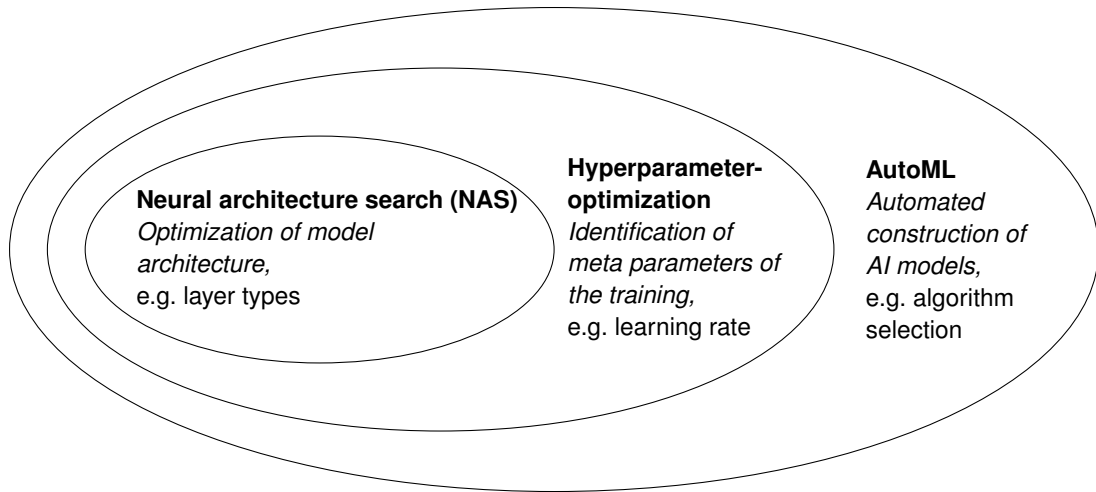 Neural architecture search (NAS)
Optimization of model
architecture,
e.g. layer types
Hyperparameter-
optimization
Identification of
meta parameters of
the training,
e.g. learning rate
AutoML
Automated
construction of
AI models,
e.g. algorithm
selection